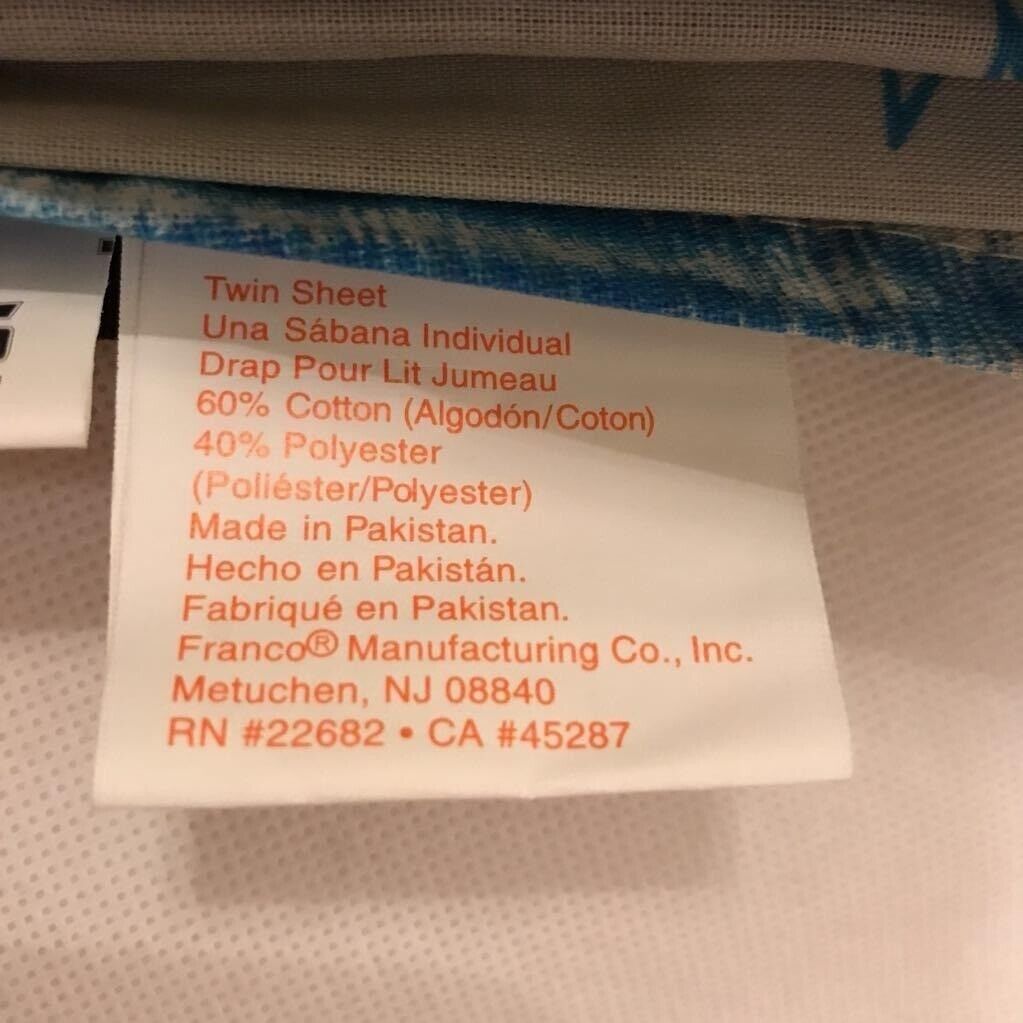 Twin Sheet
Una Sábana Individual
Drap Pour Lit Jumeau
60% Cotton (Algodón/Coton)
40% Polyester
(Poliéster/Polyester)
Made in Pakistan.
Hecho en Pakistán.
Fabriqué en Pakistan.
Franco® Manufacturing Co., Inc.
Metuchen, NJ 08840
RN #22682 • CA #45287